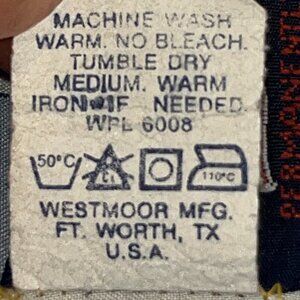 MACHINE WASH
WARM. NO BLEACH.
TUMBLE DRY
MEDIUM. WARM
IRON IF NEEDED.
WPL 6008
50°C
110°C
WESTMOOR MFG.
FT. WORTH, TX
U.S.A.